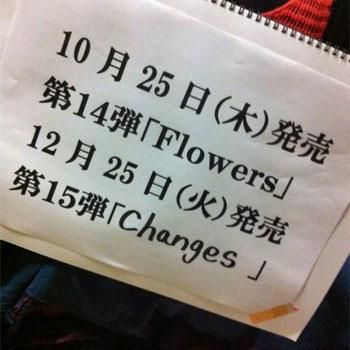 10月25日(木)発売
第14弾「Flowers」
12月25日(火)発売
第15弾「Changes 」